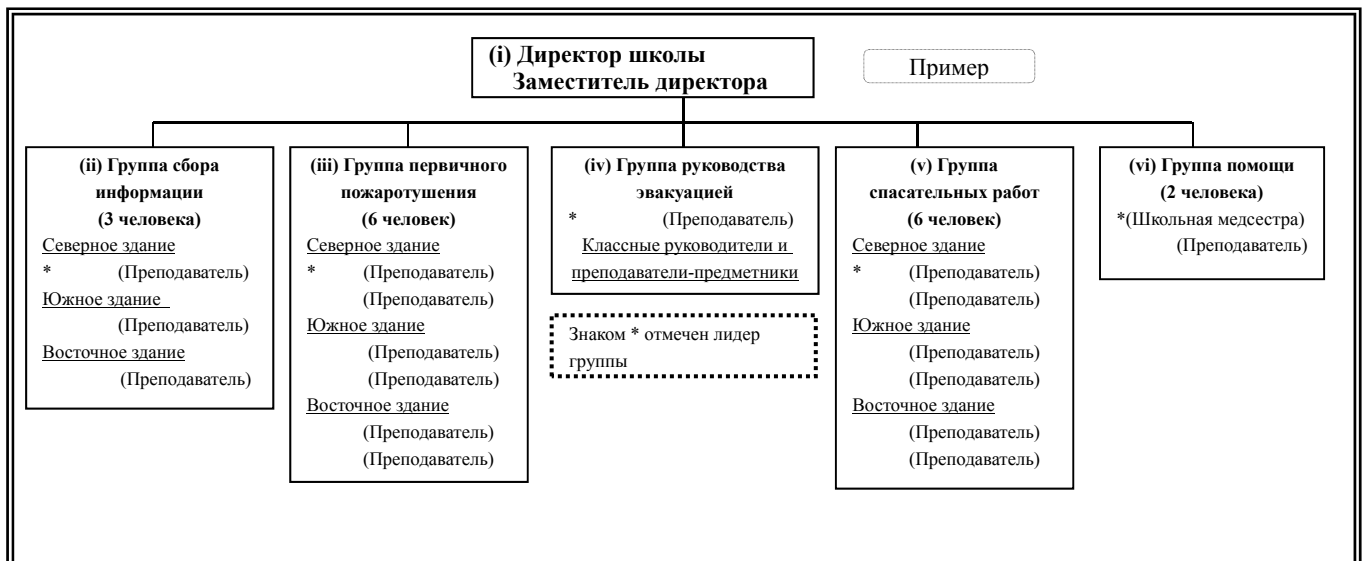 (i) Директор школы
Заместитель директора
Пример
(ii) Группа сбора
информации
(3 человека)
Северное здание
* (Преподаватель)
Южное здание
(Преподаватель)
Восточное здание
(Преподаватель)
(iii) Группа первичного
пожаротушения
(6 человек)
Северное здание
* (Преподаватель)
(Преподаватель)
Южное здание
(Преподаватель)
(Преподаватель)
Восточное здание
(Преподаватель)
(Преподаватель)
(iv) Группа руководства
эвакуацией
* (Преподаватель)
Классные руководители и
преподаватели-предметники
Знаком * отмечен лидер
группы
(v) Группа
спасательных работ
(6 человек)
Северное здание
* (Преподаватель)
(Преподаватель)
Южное здание
(Преподаватель)
(Преподаватель)
Восточное здание
(Преподаватель)
(Преподаватель)
(vi) Группа помощи
(2 человека)
*(Школьная медсестра)
(Преподаватель)